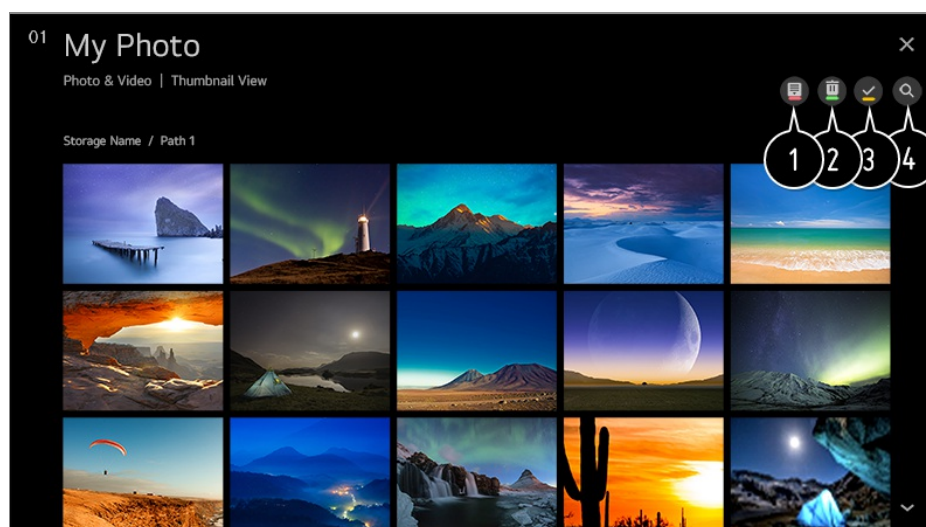 01
My Photo
Photo & Video | Thumbnail View
Storage Name / Path 1
1 2 3 4